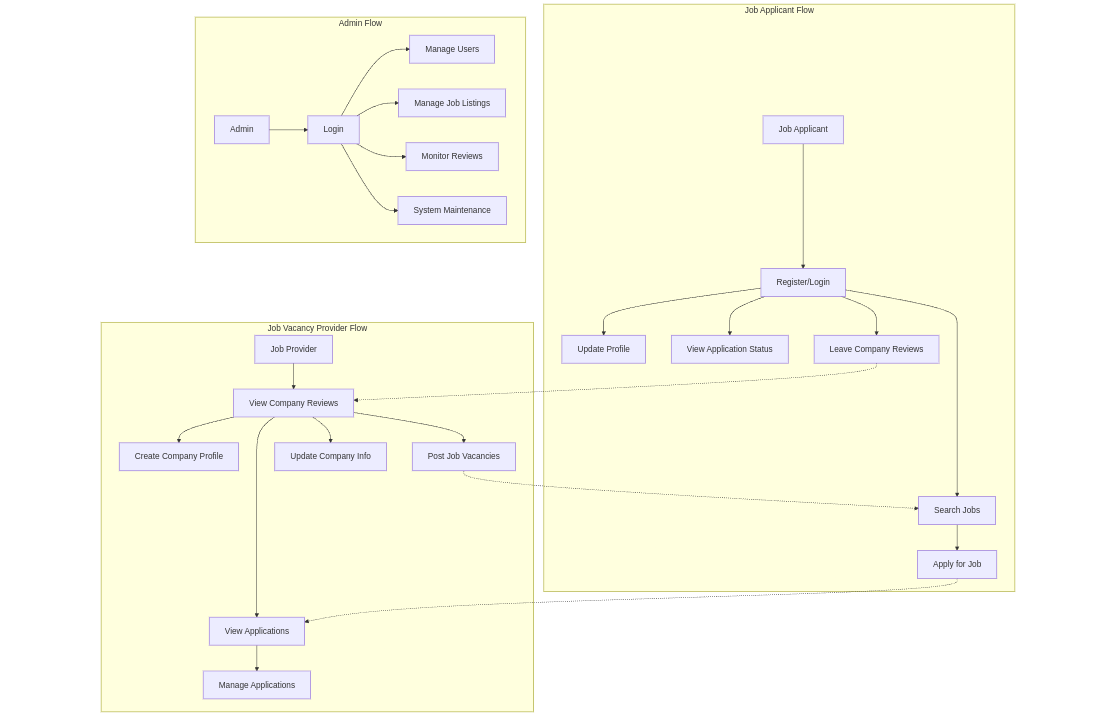 Admin Flow
Manage Users
Manage Job Listings
Admin
Login
Monitor Reviews
System Maintenance
Job Applicant Flow
Job Applicant
Register/Login
Update Profile
View Application Status
Leave Company Reviews
Search Jobs
Apply for Job
Job Vacancy Provider Flow
Job Provider
View Company Reviews
Create Company Profile
Update Company Info
Post Job Vacancies
View Applications
Manage Applications